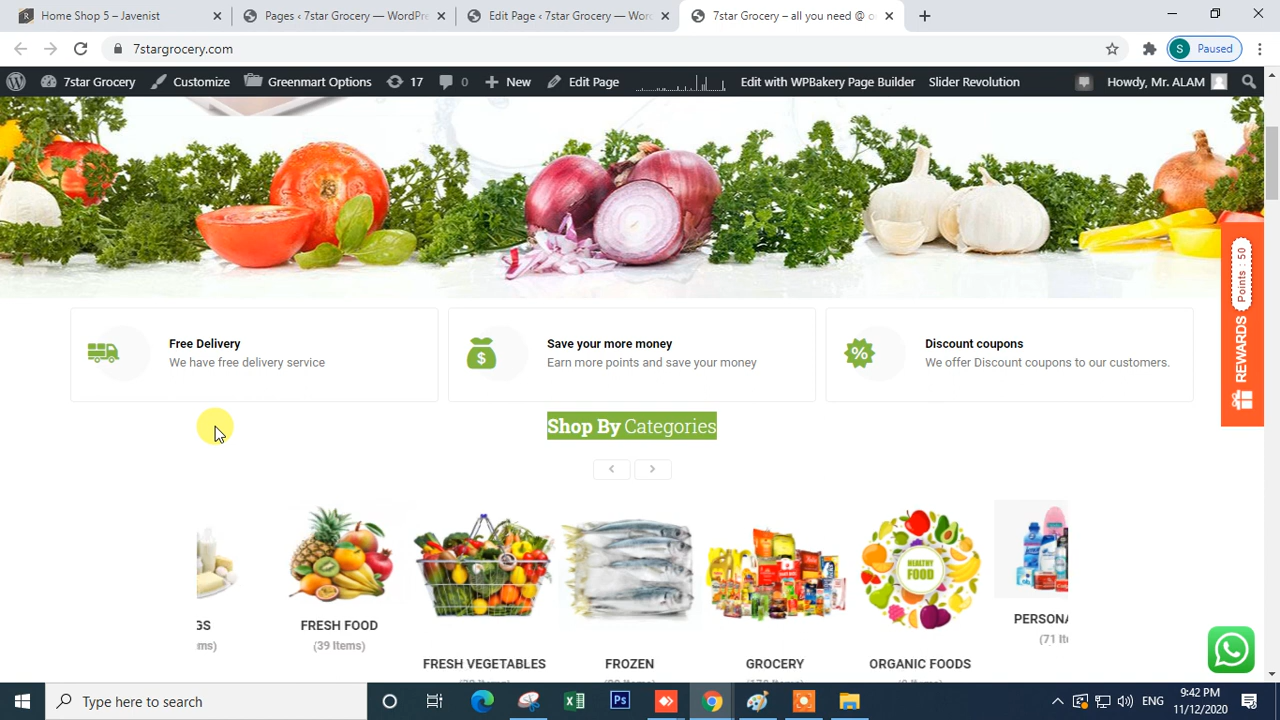 Home Shop 5 – Javenist
Pages ‹ 7star Grocery — WordPre
Edit Page ‹ 7star Grocery — Word
7star Grocery – all you need @ o
7stargrocery.com
S Paused
7star Grocery Customize Greenmart Options 17 0 New Edit Page Edit with WPBakery Page Builder Slider Revolution Howdy, Mr. ALAM
Points : 50
REWARDS
Free Delivery
We have free delivery service
Save your more money
Earn more points and save your money
Discount coupons
We offer Discount coupons to our customers.
Shop By Categories
HEALTHY
FOOD
GS
ms)
FRESH FOOD
(39 Items)
FRESH VEGETABLES
FROZEN
GROCERY
ORGANIC FOODS
PERSONA
(71 It
Type here to search
Ps
ENG
9:42 PM
11/12/2020